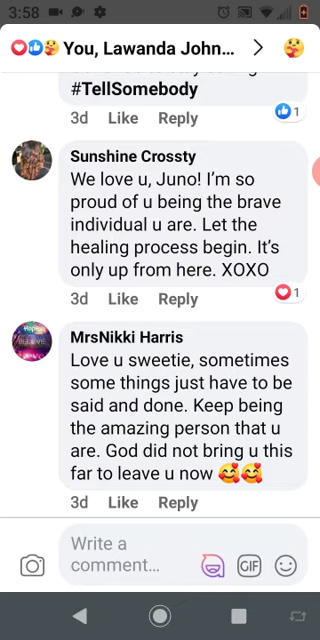 3:58
You, Lawanda John...
#TellSomebody
3d Like Reply
1
Sunshine Crossty
We love u, Juno! I'm so
proud of u being the brave
individual u are. Let the
healing process begin. It's
only up from here. XOXO
3d Like Reply
1
MrsNikki Harris
Love u sweetie, sometimes
some things just have to be
said and done. Keep being
the amazing person that u
are. God did not bring u this
far to leave u now 🥰🥰
3d Like Reply
Write a
comment...
GIF